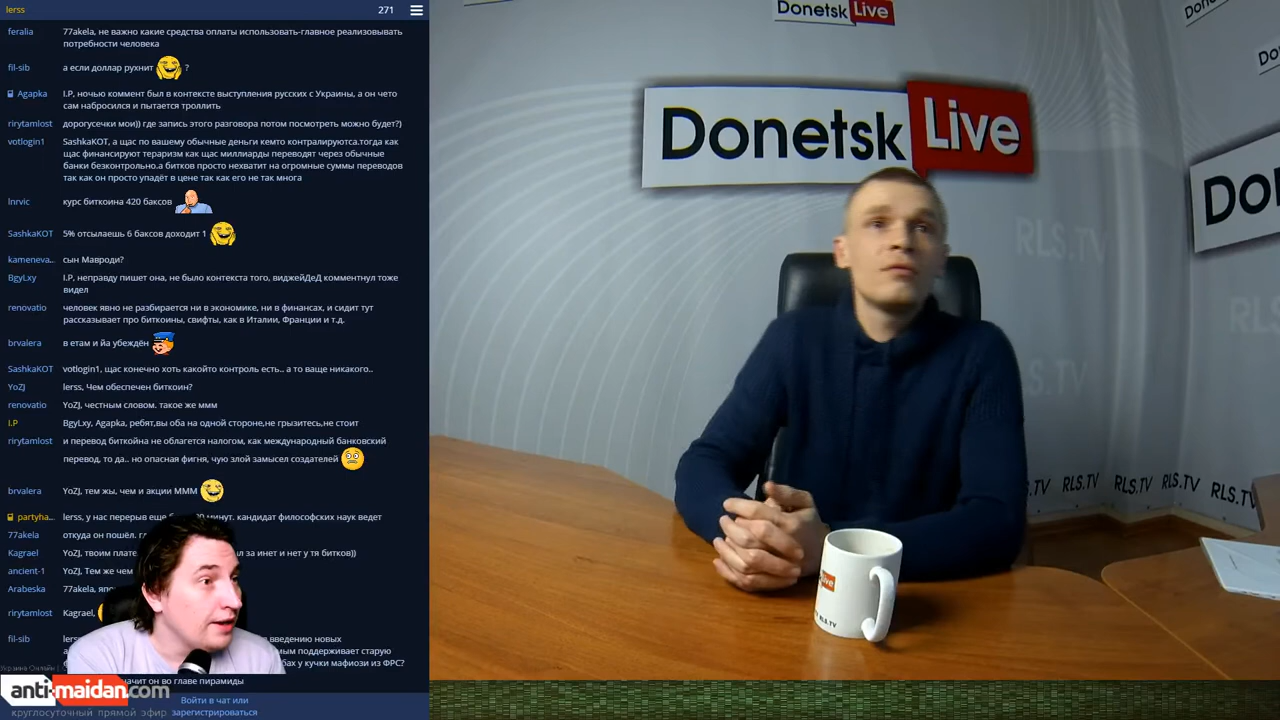 lerss 271
feralia 77akela, не важно какие средства оплаты использовать-главное реализовывать
потребности человека
fil-sib а если доллар рухнит ?
Agapka I.P, ночью коммент был в контексте выступления русских с Украины, а он чето
сам набросился и пытается троллить
rirytamlost дорогусечки мои)) где запись этого разговора потом посмотреть можно будет?)
votlogin1 SashkaKOT, а щас по вашему обычные деньги кемто контралируются.тогда как
щас финансируют тераризм как щас миллиарды переводят через обычные
банки безконтрольно.а битков просто нехватит на огромные суммы переводов
так как он просто упадёт в цене так как его не так многа
lnrvic курс биткоина 420 баксов
SashkaKOT 5% отсылаешь 6 баксов доходит 1
kameneva... сын Мавроди?
BgyLxy I.P, неправду пишет она, не было контекста того, виджейДеД комментнул тоже
видел
renovatio человек явно не разбирается ни в экономике, ни в финансах, и сидит тут
рассказывает про биткоины, свифты, как в Италии, Франции и т.д.
brvalera в етам и йа убеждён
SashkaKOT votlogin1, щас конечно хоть какойто контроль есть.. а то ваще никакого..
YoZJ lerss, Чем обеспечен биткоин?
renovatio YoZJ, честным словом. такое же ммм
I.P BgyLxy, Agapka, ребят,вы оба на одной стороне,не грызитесь,не стоит
rirytamlost и перевод биткойна не облагется налогом, как международный банковский
перевод, то да.. но опасная фигня, чую злой замысел создателей
brvalera YoZJ, тем жы, чем и акции МММ
partyha... lerss, у нас перерыв еще минут. кандидат философских наук ведет
77akela откуда он пошёл.
Kagrael YoZJ, твоим за инет и нет у тя битков))
ancient-1 YoZJ, Тем же чем
Arabeska 77akela,
rirytamlost Kagrael,
fil-sib введению новых
поддерживает старую
у кучки мафиози из ФРС?
он во главе пирамиды
Украина Онлайн
anti-maidan.com
Войти в чат или
круглосуточный прямой эфир зарегистрироваться
Donetsk Live
Donetsk Live
Donetsk
RLS.TV
RLS.TV RLS.TV RLS.TV RLS.TV
Live
RLS.TV